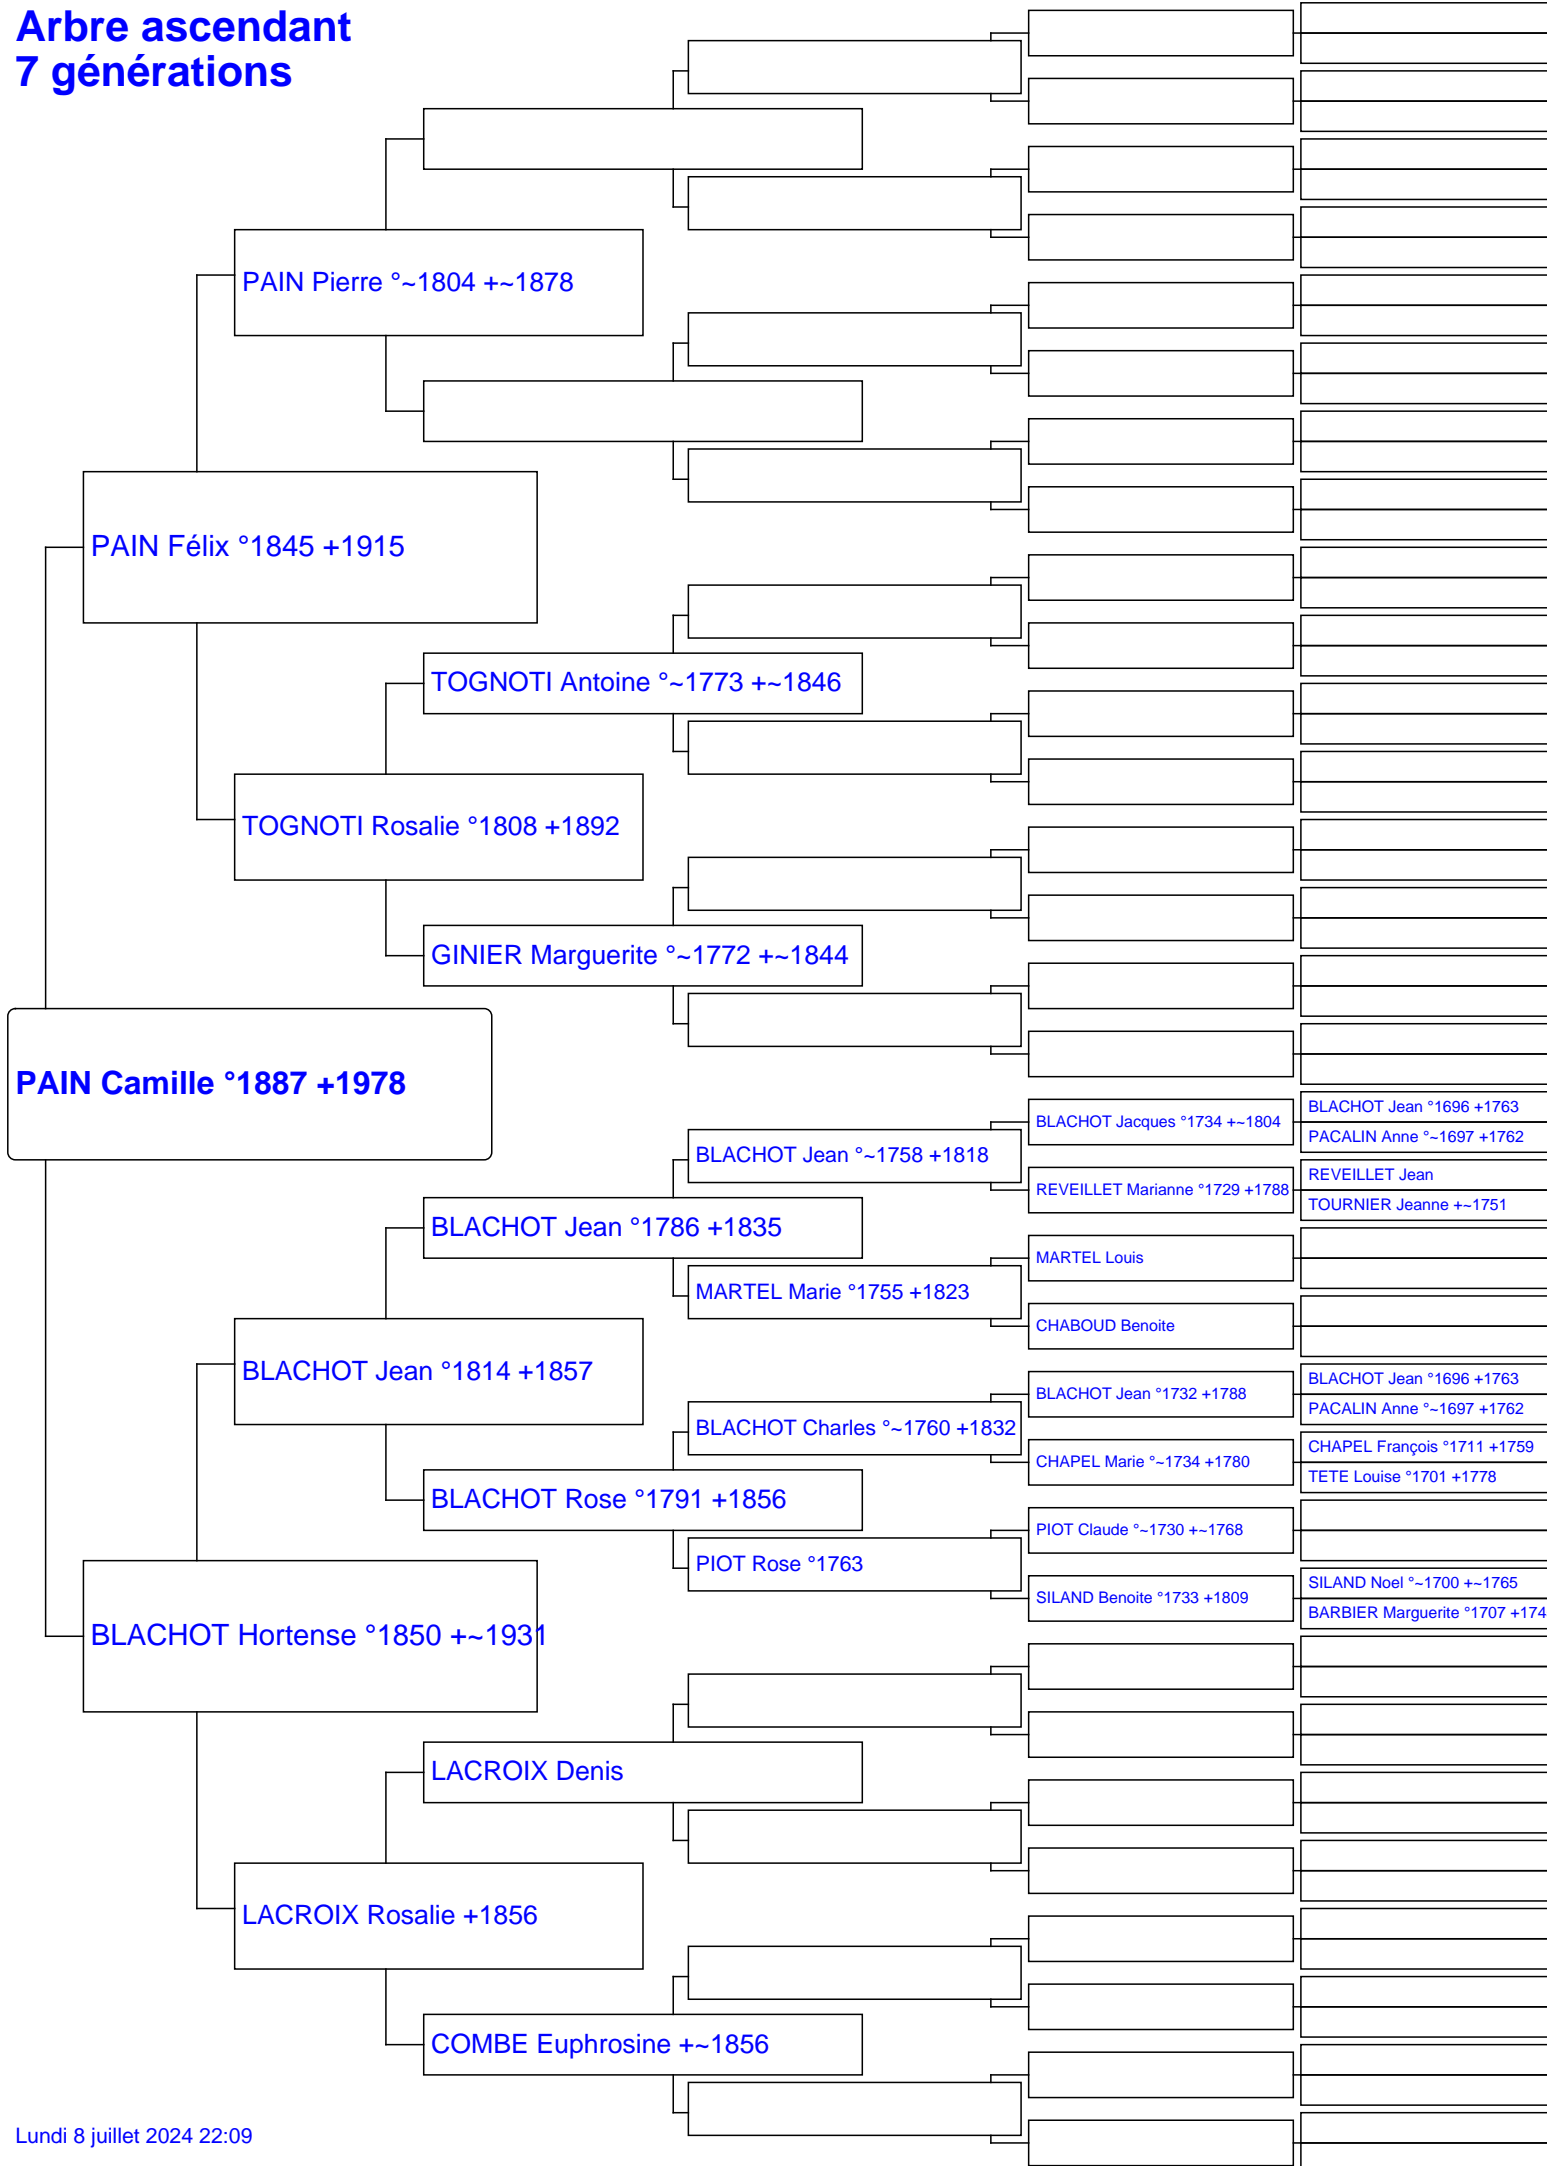 Arbre ascendant
7 générations
PAIN Pierre °~1804 +~1878
PAIN Félix °1845 +1915
TOGNOTI Antoine °~1773 +~1846
TOGNOTI Rosalie °1808 +1892
GINIER Marguerite °~1772 +~1844
PAIN Camille °1887 +1978
BLACHOT Jean °1696 +1763
BLACHOT Jacques °1734 +~1804
PACALIN Anne °~1697 +1762
BLACHOT Jean °~1758 +1818
REVEILLET Jean
REVEILLET Marianne °1729 +1788
TOURNIER Jeanne +~1751
BLACHOT Jean °1786 +1835
MARTEL Louis
MARTEL Marie °1755 +1823
CHABOUD Benoite
BLACHOT Jean °1814 +1857
BLACHOT Jean °1696 +1763
BLACHOT Jean °1732 +1788
PACALIN Anne °~1697 +1762
BLACHOT Charles °~1760 +1832
CHAPEL François °1711 +1759
CHAPEL Marie °~1734 +1780
TETE Louise °1701 +1778
BLACHOT Rose °1791 +1856
PIOT Claude °~1730 +~1768
PIOT Rose °1763
SILAND Noel °~1700 +~1765
SILAND Benoite °1733 +1809
BARBIER Marguerite °1707 +174
BLACHOT Hortense °1850 +~1931
LACROIX Denis
LACROIX Rosalie +1856
COMBE Euphrosine +~1856
Lundi 8 juillet 2024 22:09